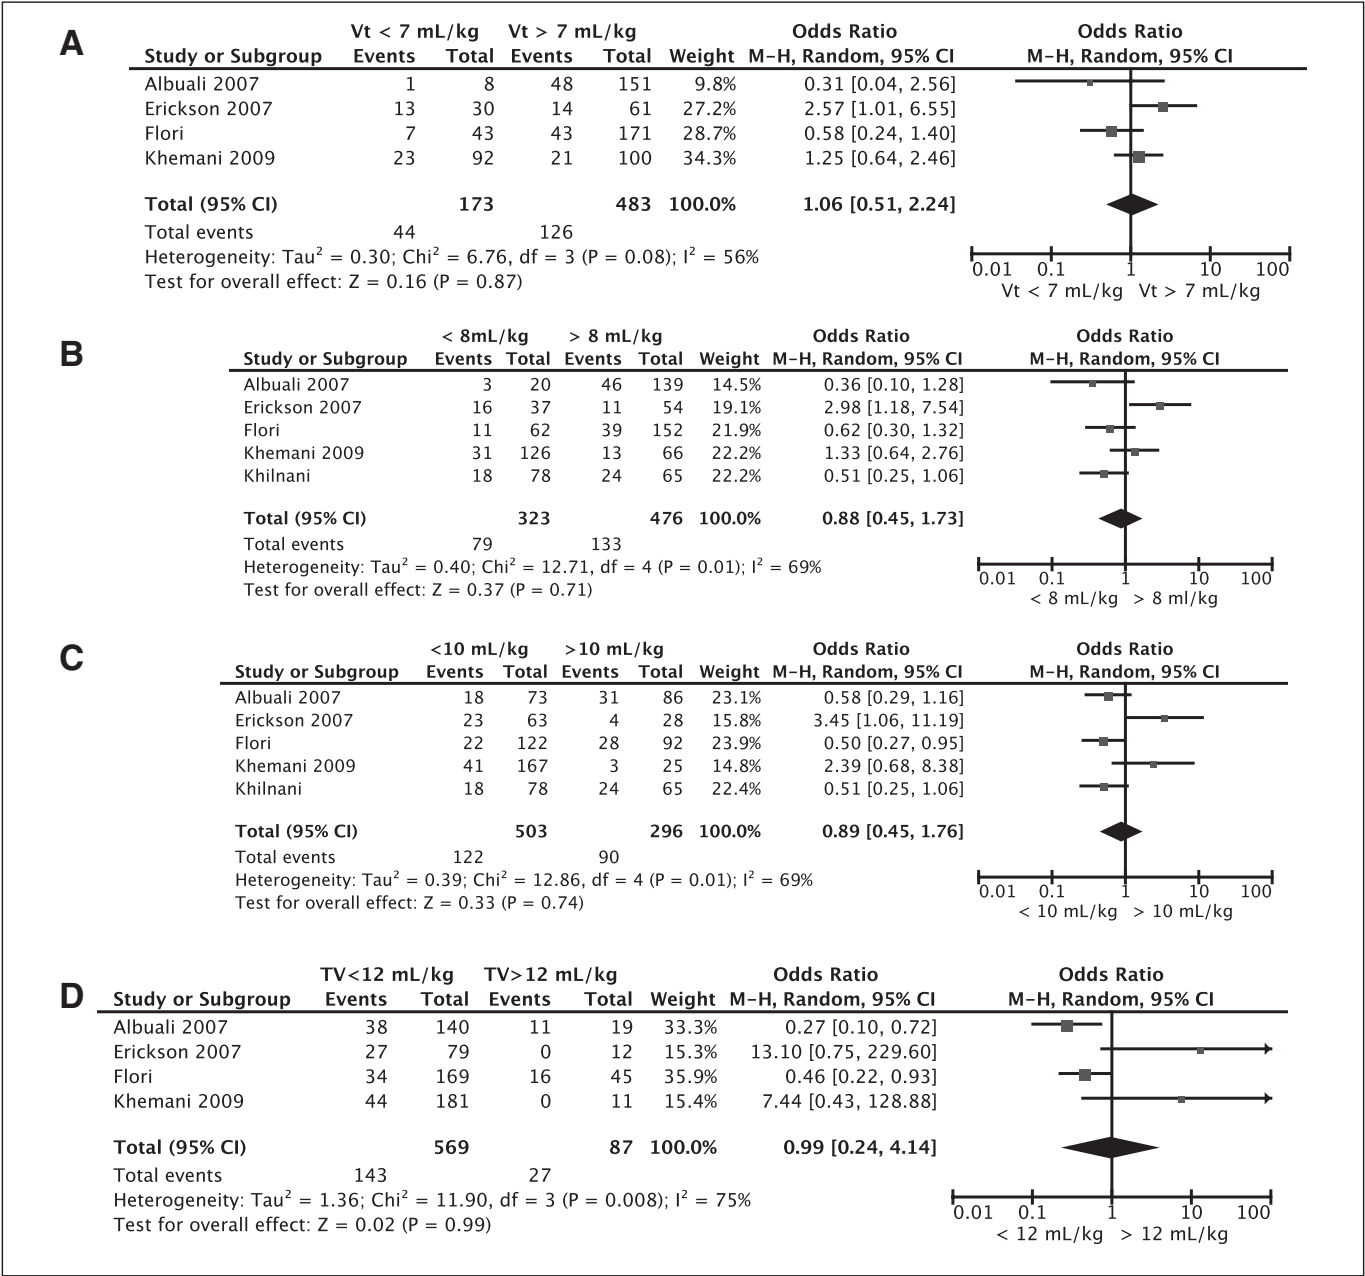 A
Vt < 7 mL/kg Vt > 7 mL/kg Odds Ratio Odds Ratio
Study or Subgroup Events Total Events Total Weight M-H, Random, 95% CI M-H, Random, 95% CI
Albuali 2007 1 8 48 151 9.8% 0.31 [0.04, 2.56]
Erickson 2007 13 30 14 61 27.2% 2.57 [1.01, 6.55]
Flori 7 43 43 171 28.7% 0.58 [0.24, 1.40]
Khemani 2009 23 92 21 100 34.3% 1.25 [0.64, 2.46]
Total (95% CI) 173 483 100.0% 1.06 [0.51, 2.24]
Total events 44 126
Heterogeneity: Tau² = 0.30; Chi² = 6.76, df = 3 (P = 0.08); I² = 56%
Test for overall effect: Z = 0.16 (P = 0.87)
0.01 0.1 1 10 100
Vt < 7 mL/kg Vt > 7 mL/kg
B
< 8mL/kg > 8 mL/kg Odds Ratio Odds Ratio
Study or Subgroup Events Total Events Total Weight M-H, Random, 95% CI M-H, Random, 95% CI
Albuali 2007 3 20 46 139 14.5% 0.36 [0.10, 1.28]
Erickson 2007 16 37 11 54 19.1% 2.98 [1.18, 7.54]
Flori 11 62 39 152 21.9% 0.62 [0.30, 1.32]
Khemani 2009 31 126 13 66 22.2% 1.33 [0.64, 2.76]
Khilnani 18 78 24 65 22.2% 0.51 [0.25, 1.06]
Total (95% CI) 323 476 100.0% 0.88 [0.45, 1.73]
Total events 79 133
Heterogeneity: Tau² = 0.40; Chi² = 12.71, df = 4 (P = 0.01); I² = 69%
Test for overall effect: Z = 0.37 (P = 0.71)
0.01 0.1 1 10 100
< 8 mL/kg > 8 ml/kg
C
<10 mL/kg >10 mL/kg Odds Ratio Odds Ratio
Study or Subgroup Events Total Events Total Weight M-H, Random, 95% CI M-H, Random, 95% CI
Albuali 2007 18 73 31 86 23.1% 0.58 [0.29, 1.16]
Erickson 2007 23 63 4 28 15.8% 3.45 [1.06, 11.19]
Flori 22 122 28 92 23.9% 0.50 [0.27, 0.95]
Khemani 2009 41 167 3 25 14.8% 2.39 [0.68, 8.38]
Khilnani 18 78 24 65 22.4% 0.51 [0.25, 1.06]
Total (95% CI) 503 296 100.0% 0.89 [0.45, 1.76]
Total events 122 90
Heterogeneity: Tau² = 0.39; Chi² = 12.86, df = 4 (P = 0.01); I² = 69%
Test for overall effect: Z = 0.33 (P = 0.74)
0.01 0.1 1 10 100
< 10 mL/kg > 10 mL/kg
D
TV<12 mL/kg TV>12 mL/kg Odds Ratio Odds Ratio
Study or Subgroup Events Total Events Total Weight M-H, Random, 95% CI M-H, Random, 95% CI
Albuali 2007 38 140 11 19 33.3% 0.27 [0.10, 0.72]
Erickson 2007 27 79 0 12 15.3% 13.10 [0.75, 229.60]
Flori 34 169 16 45 35.9% 0.46 [0.22, 0.93]
Khemani 2009 44 181 0 11 15.4% 7.44 [0.43, 128.88]
Total (95% CI) 569 87 100.0% 0.99 [0.24, 4.14]
Total events 143 27
Heterogeneity: Tau² = 1.36; Chi² = 11.90, df = 3 (P = 0.008); I² = 75%
Test for overall effect: Z = 0.02 (P = 0.99)
0.01 0.1 1 10 100
< 12 mL/kg > 12 mL/kg